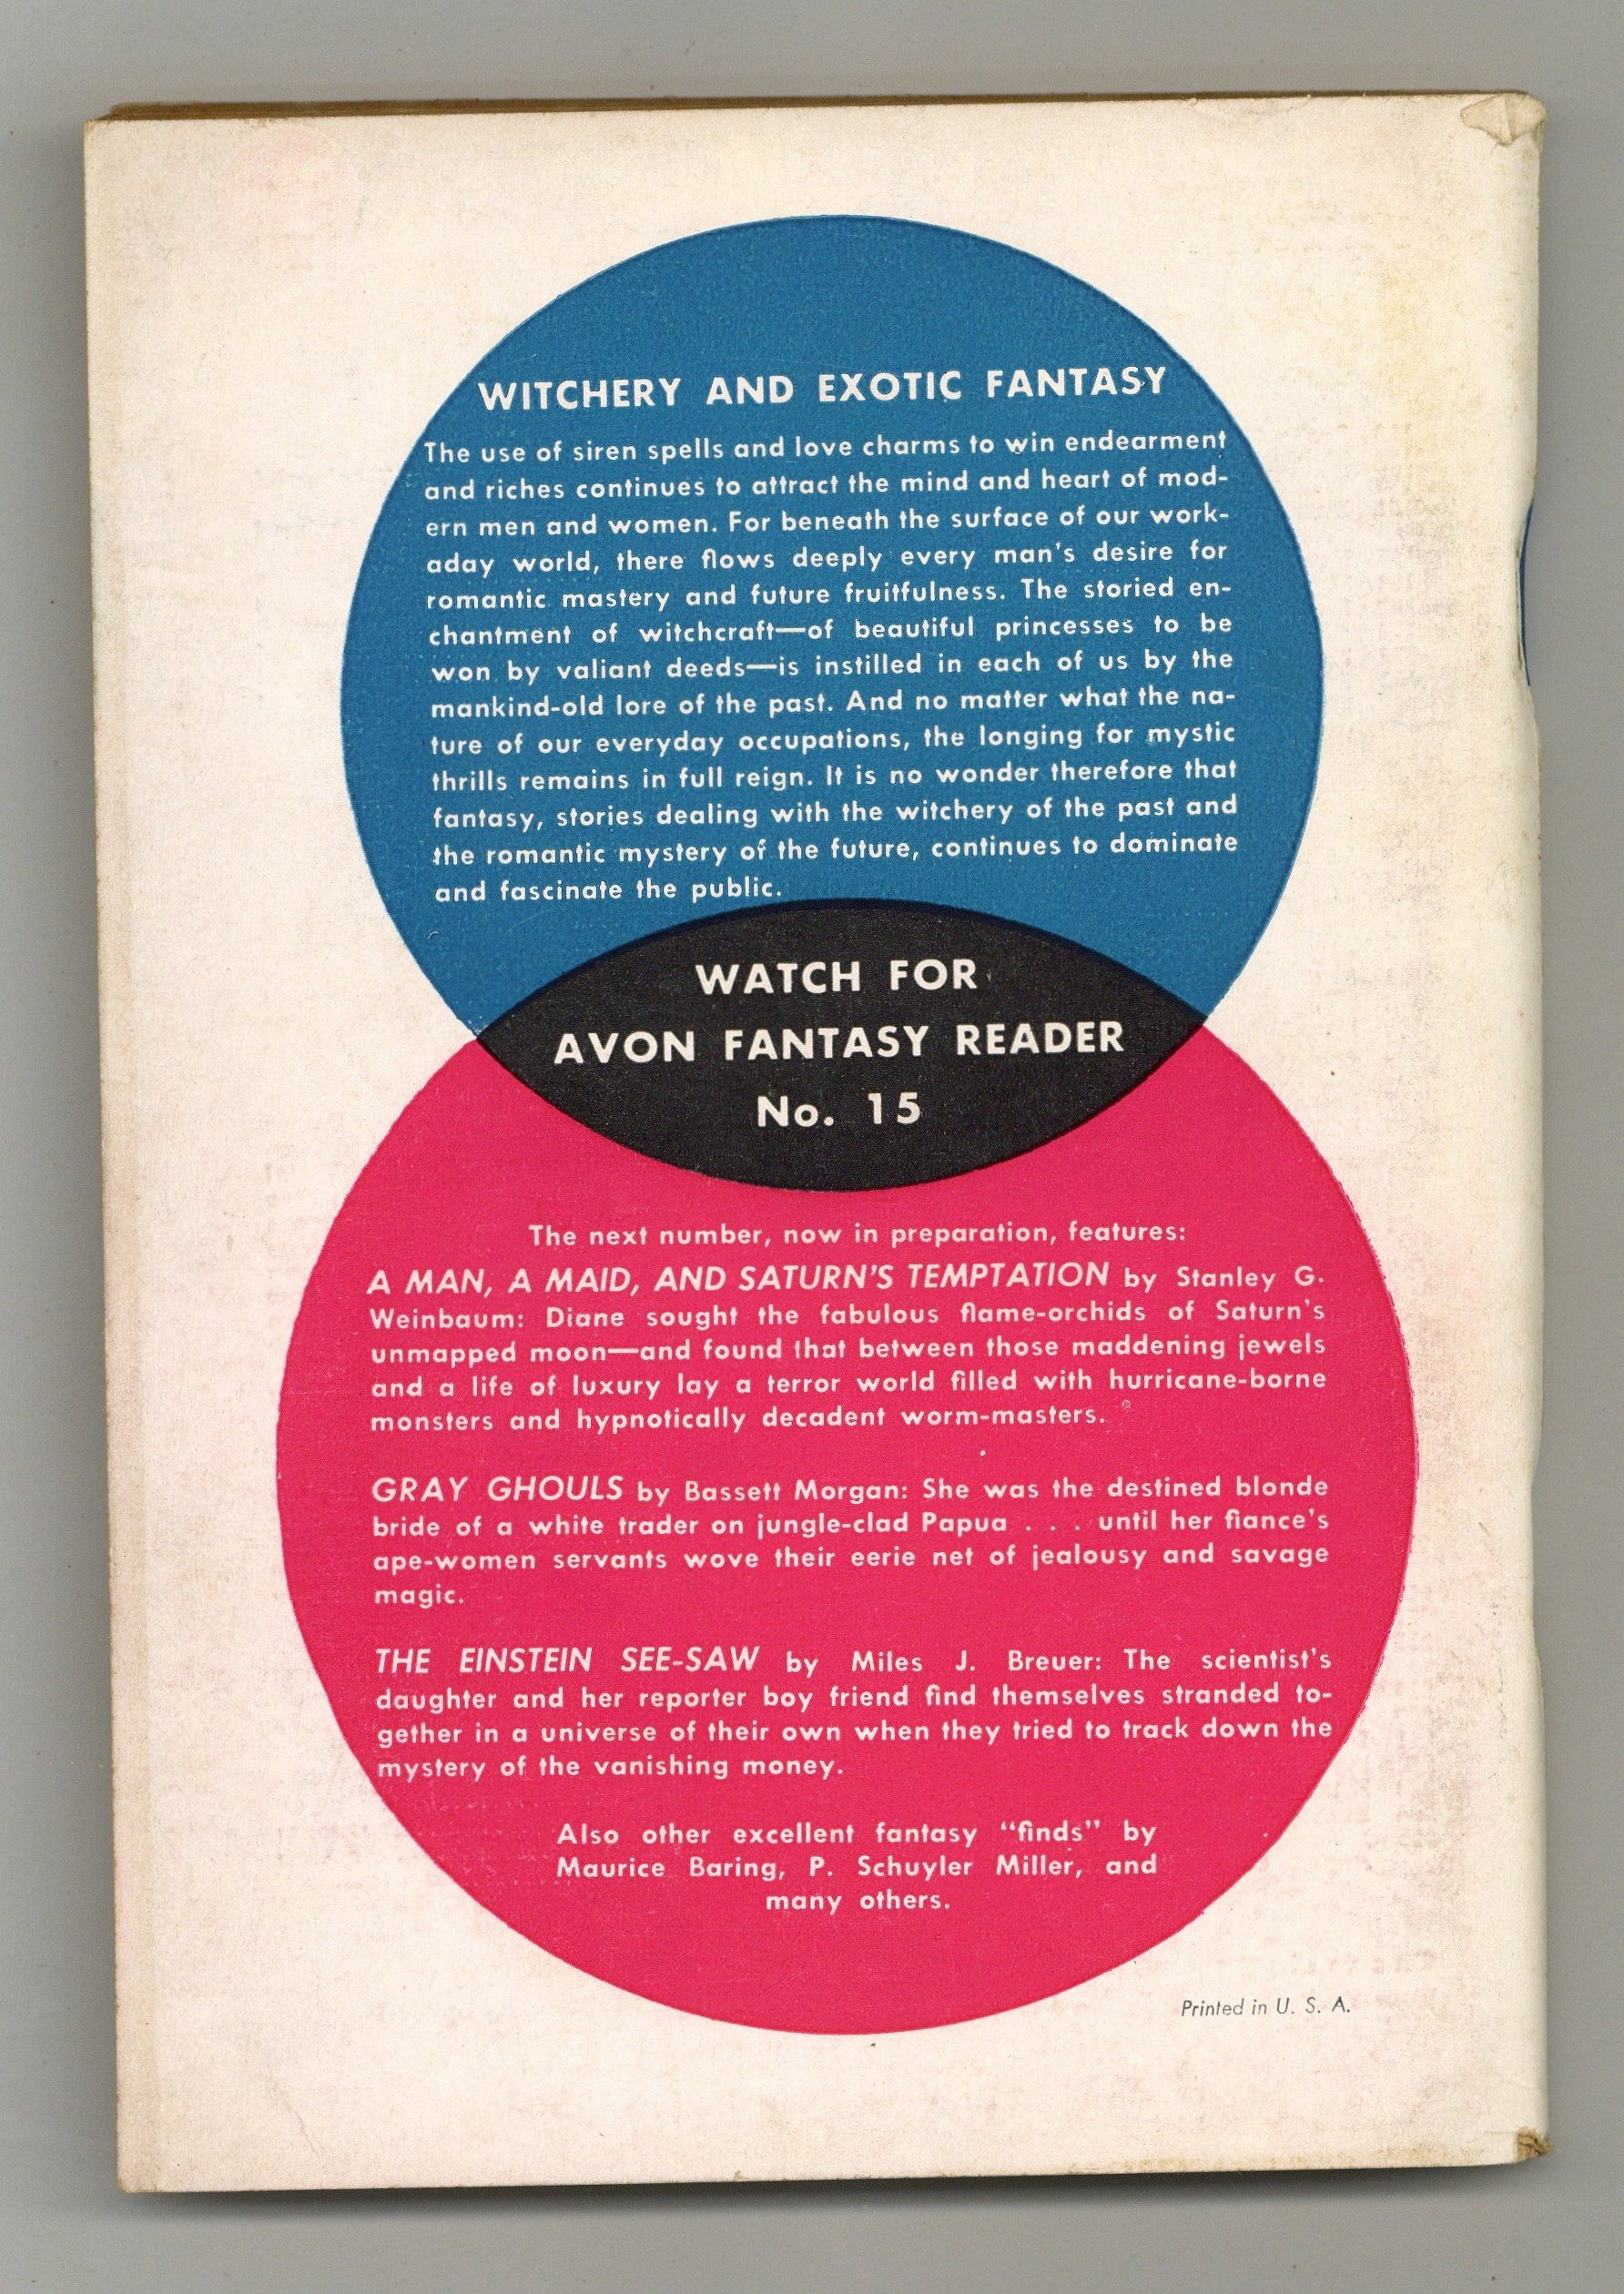 WITCHERY AND EXOTIC FANTASY
The use of siren spells and love charms to win endearment
and riches continues to attract the mind and heart of mod-
ern men and women. For beneath the surface of our work-
aday world, there flows deeply every man's desire for
romantic mastery and future fruitfulness. The storied en-
chantment of witchcraft—of beautiful princesses to be
won by valiant deeds—is instilled in each of us by the
mankind-old lore of the past. And no matter what the na-
ture of our everyday occupations, the longing for mystic
thrills remains in full reign. It is no wonder therefore that
fantasy, stories dealing with the witchery of the past and
the romantic mystery of the future, continues to dominate
and fascinate the public.
WATCH FOR
AVON FANTASY READER
No. 15
The next number, now in preparation, features:
A MAN, A MAID, AND SATURN'S TEMPTATION by Stanley G.
Weinbaum: Diane sought the fabulous flame-orchids of Saturn's
unmapped moon—and found that between those maddening jewels
and a life of luxury lay a terror world filled with hurricane-borne
monsters and hypnotically decadent worm-masters.
GRAY GHOULS by Bassett Morgan: She was the destined blonde
bride of a white trader on jungle-clad Papua . . . until her fiance's
ape-women servants wove their eerie net of jealousy and savage
magic.
THE EINSTEIN SEE-SAW by Miles J. Breuer: The scientist's
daughter and her reporter boy friend find themselves stranded to-
gether in a universe of their own when they tried to track down the
mystery of the vanishing money.
Also other excellent fantasy “finds” by
Maurice Baring, P. Schuyler Miller, and
many others.
Printed in U. S. A.